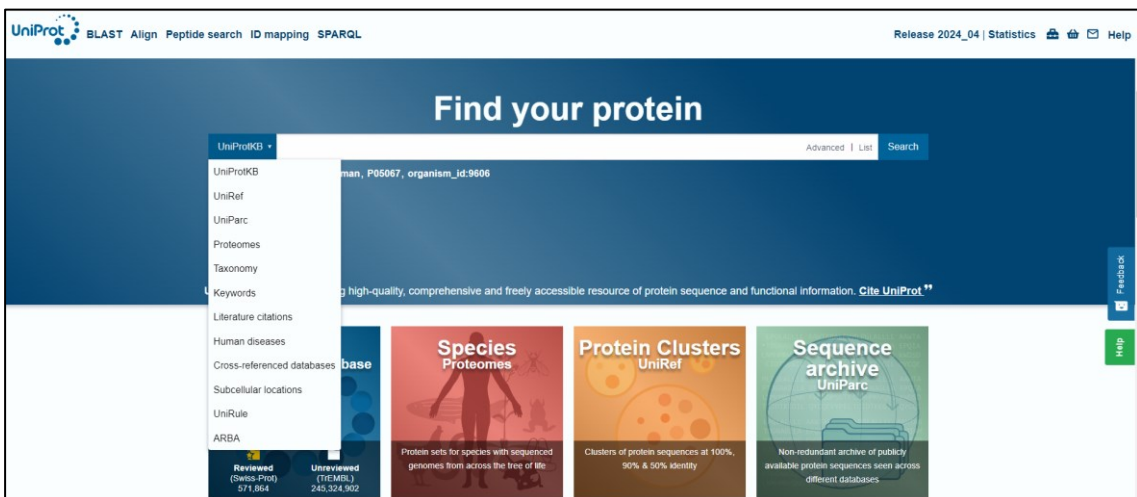 UniProt BLAST Align Peptide search ID mapping SPARQL
Release 2024_04 | Statistics Help
Find your protein
UniProtKB Advanced | List Search
UniProtKB
man, P05067, organism_id:9606
UniRef
UniParc
Proteomes
Taxonomy
Keywords
high-quality, comprehensive and freely accessible resource of protein sequence and functional information. Cite UniProt ”
Literature citations
Human diseases
Cross-referenced databases
Subcellular locations
UniRule
ARBA
Reviewed
(Swiss-Prot)
571,864
Unreviewed
(TrEMBL)
245,324,902
Species
Proteomes
Protein sets for species with sequenced
genomes from across the tree of life
Protein Clusters
UniRef
Clusters of protein sequences at 100%,
90% & 50% identity
Sequence
archive
UniParc
Non-redundant archive of publicly
available protein sequences seen across
different databases
Feedback
Help